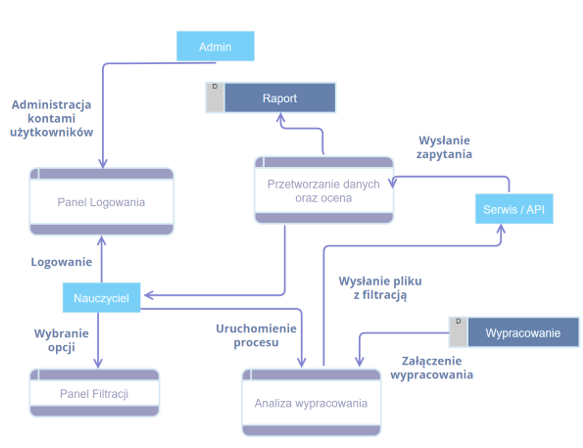 Admin
D
Raport
Administracja
kontami
użytkowników
Wysłanie
zapytania
Panel Logowania
Przetworzanie danych
oraz ocena
Serwis / API
Logowanie
Nauczyciel
Wysłanie pliku
z filtracją
Wybranie
opcji
Uruchomienie
procesu
D
Wypracowanie
Załączenie
wypracowania
Panel Filtracji
Analiza wypracowania